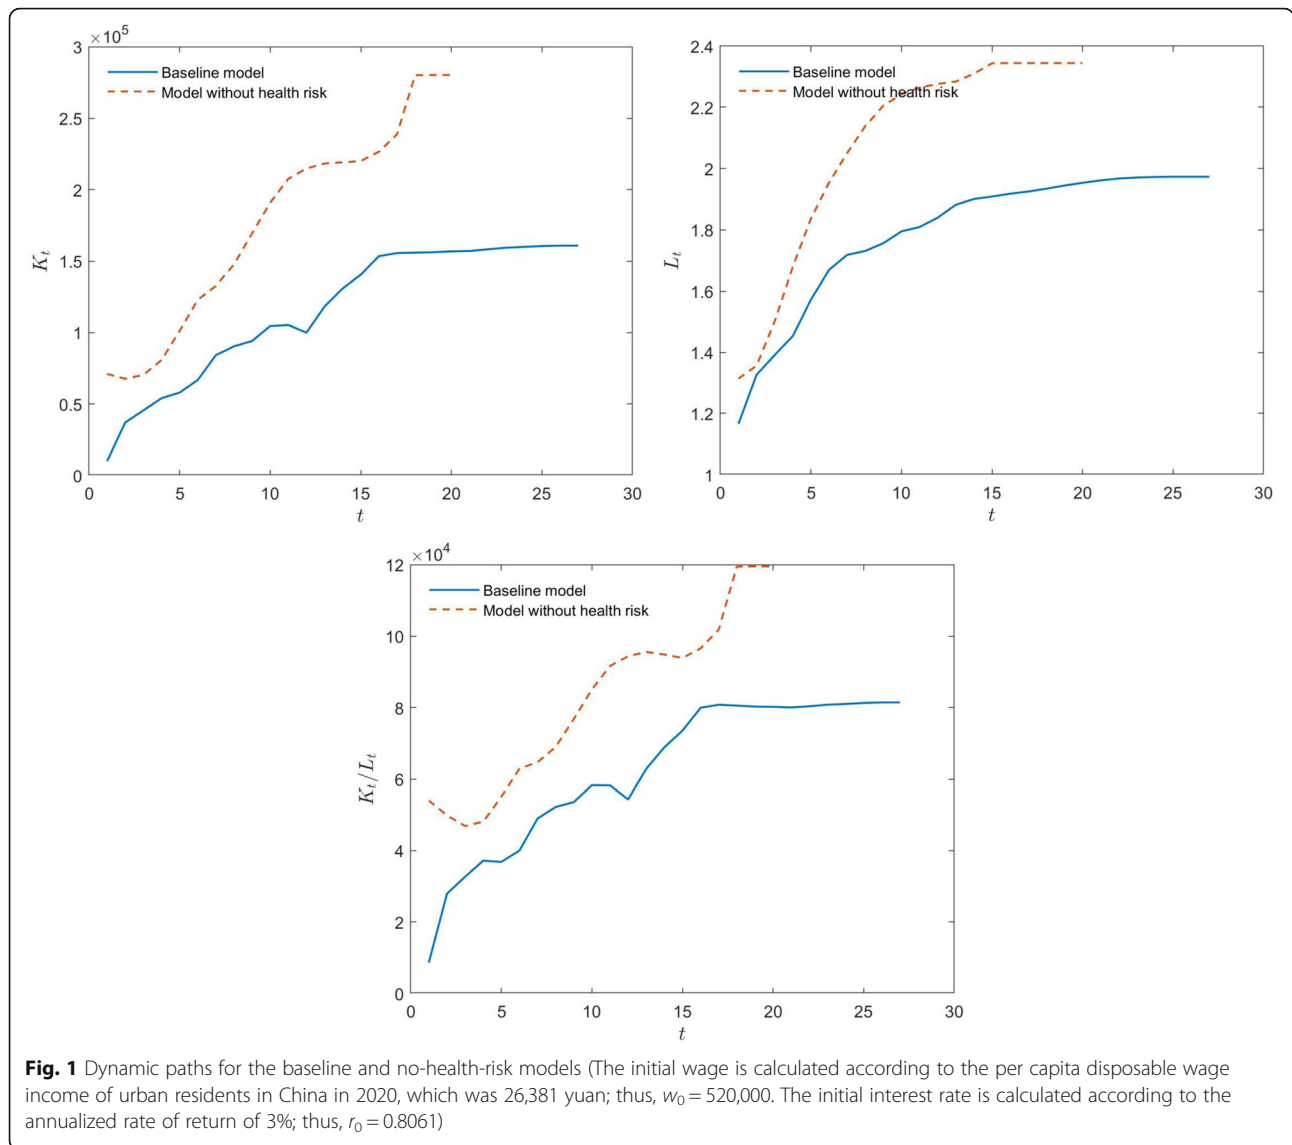 ×10⁵
3
2.5
2
1.5
1
0.5
0
0 5 10 15 20 25 30
K_t
t
Baseline model
Model without health risk
2.4
2.2
2
1.8
1.6
1.4
1.2
1
0 5 10 15 20 25 30
L_t
t
Baseline model
Model without health risk
×10⁴
12
10
8
6
4
2
0
0 5 10 15 20 25 30
K_t/L_t
t
Baseline model
Model without health risk
Fig. 1 Dynamic paths for the baseline and no-health-risk models (The initial wage is calculated according to the per capita disposable wage
income of urban residents in China in 2020, which was 26,381 yuan; thus, w₀ = 520,000. The initial interest rate is calculated according to the
annualized rate of return of 3%; thus, r₀ = 0.8061)